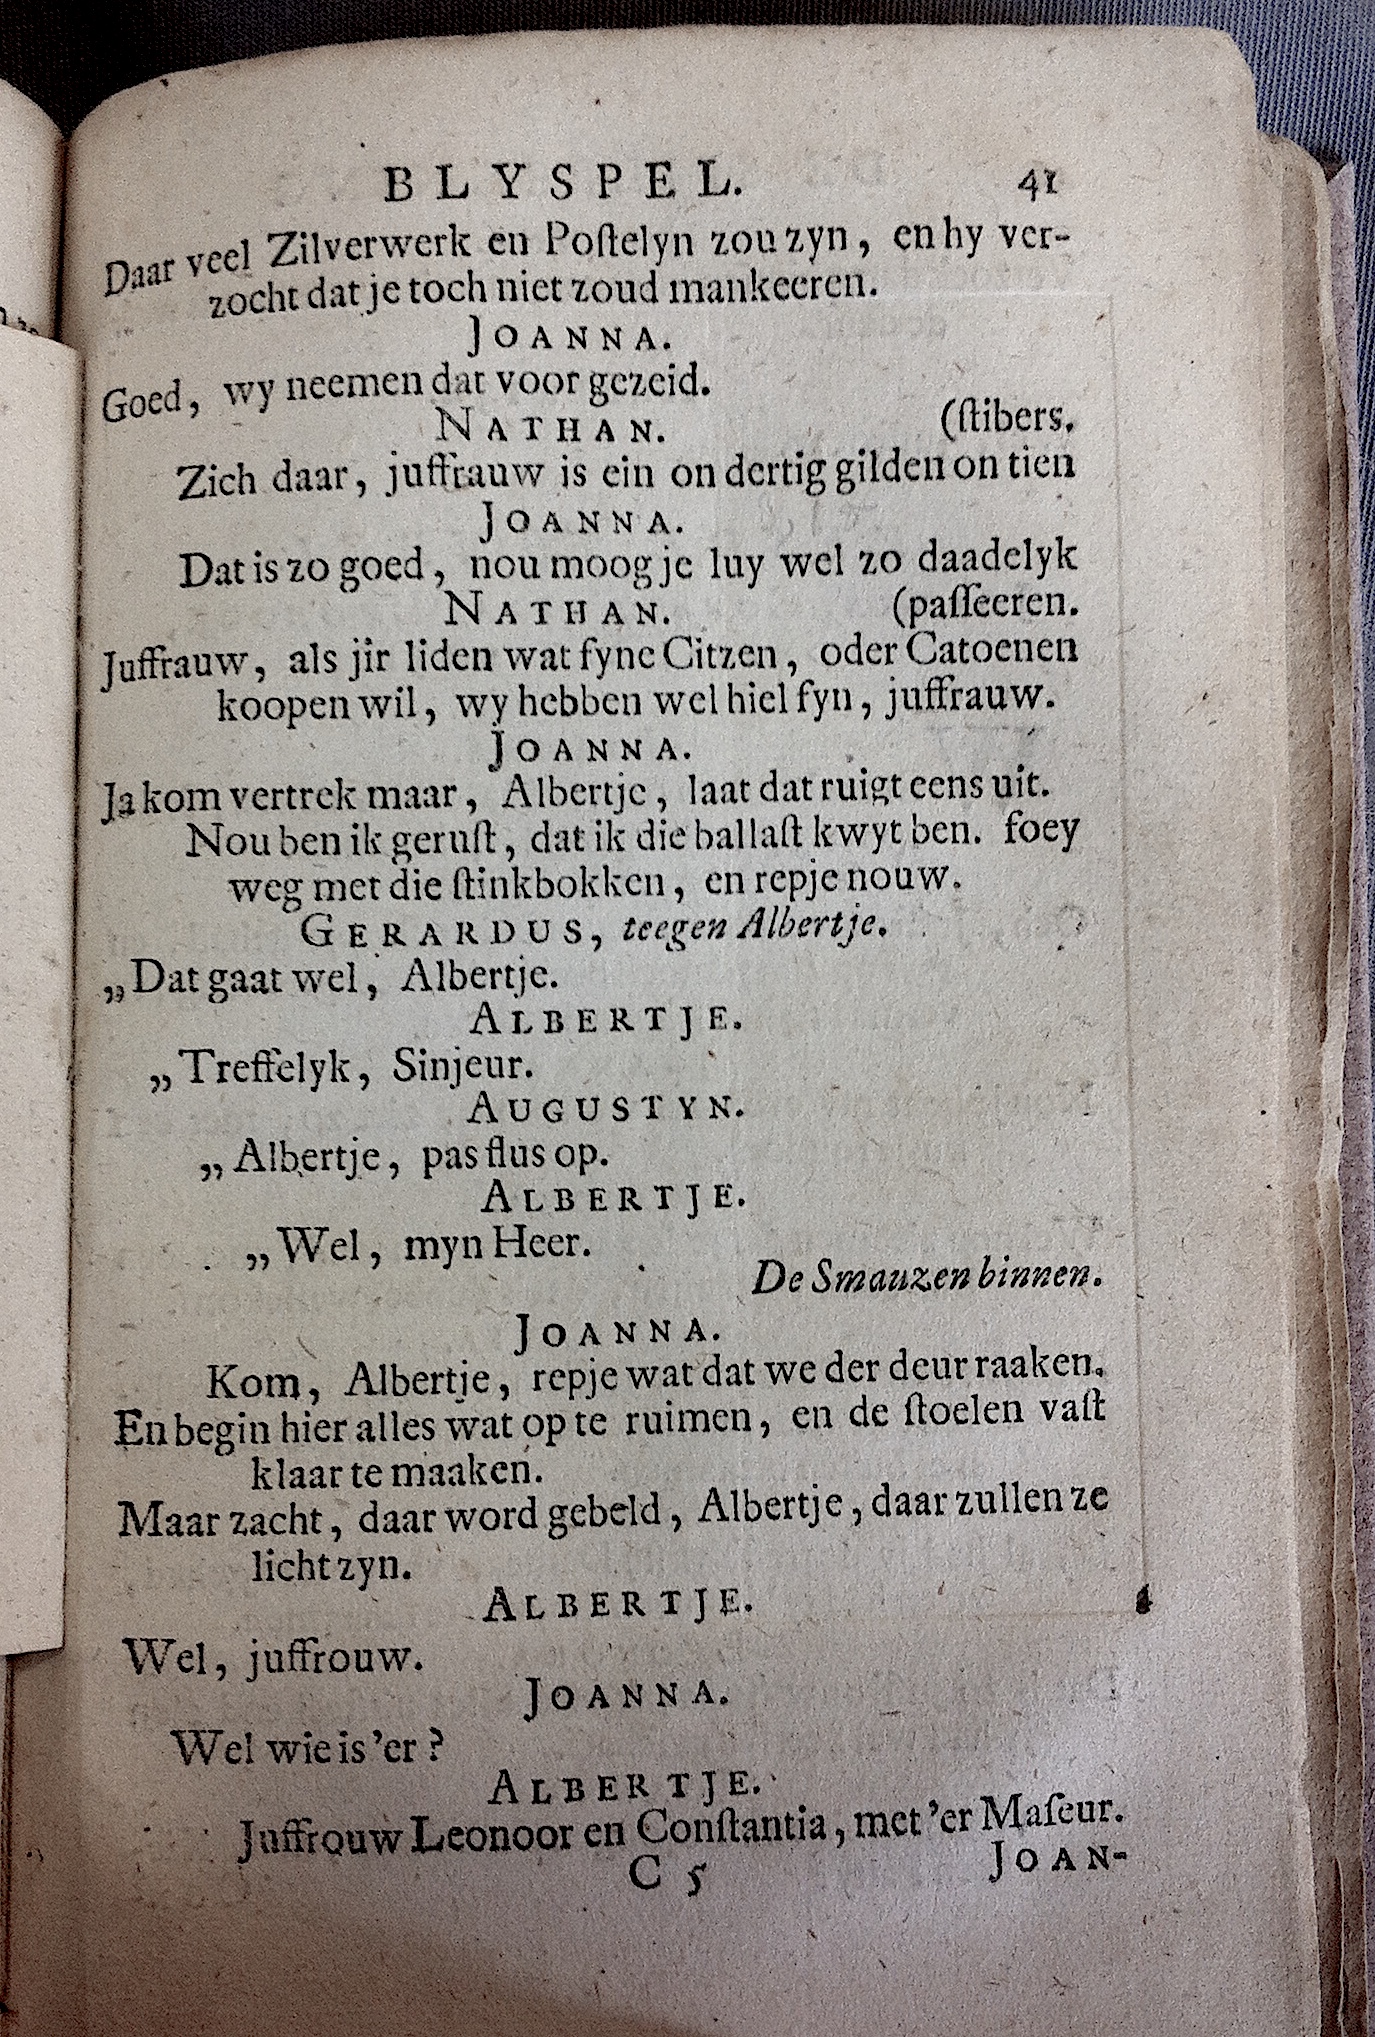 BLYSPEL. 41
Daar veel Zilverwerk en Poſtelyn zou zyn, en hy ver-
zocht dat je toch niet zoud mankeeren.
JOANNA.
Goed, wy neemen dat voor gezeid.
NATHAN. (ſtibers.
Zich daar, juffrauw is ein on dertig gilden on tien
JOANNA.
Dat is zo goed, nou moog je luy wel zo daadelyk
NATHAN. (paſſeeren.
Juffrauw, als jir liden wat fyne Citzen, oder Catoenen
koopen wil, wy hebben wel hiel fyn, juffrauw.
JOANNA.
Ja kom vertrek maar, Albertje, laat dat ruigt eens uit.
Nou ben ik geruſt, dat ik die ballaſt kwyt ben. foey
weg met die ſtinkbokken, en repje nouw.
GERARDUS, teegen Albertje.
„Dat gaat wel, Albertje.
ALBERTJE.
„Treffelyk, Sinjeur.
AUGUSTYN.
„Albertje, pas flus op.
ALBERTJE.
„Wel, myn Heer.
De Smauzen binnen.
JOANNA.
Kom, Albertje, repje wat dat we der deur raaken.
En begin hier alles wat op te ruimen, en de ſtoelen vaſt
klaar te maaken.
Maar zacht, daar word gebeld, Albertje, daar zullen ze
licht zyn.
ALBERTJE.
Wel, juffrouw.
JOANNA.
Wel wie is 'er?
ALBERTJE.
Juffrouw Leonoor en Conſtantia, met 'er Maſeur.
C 5 JOAN-